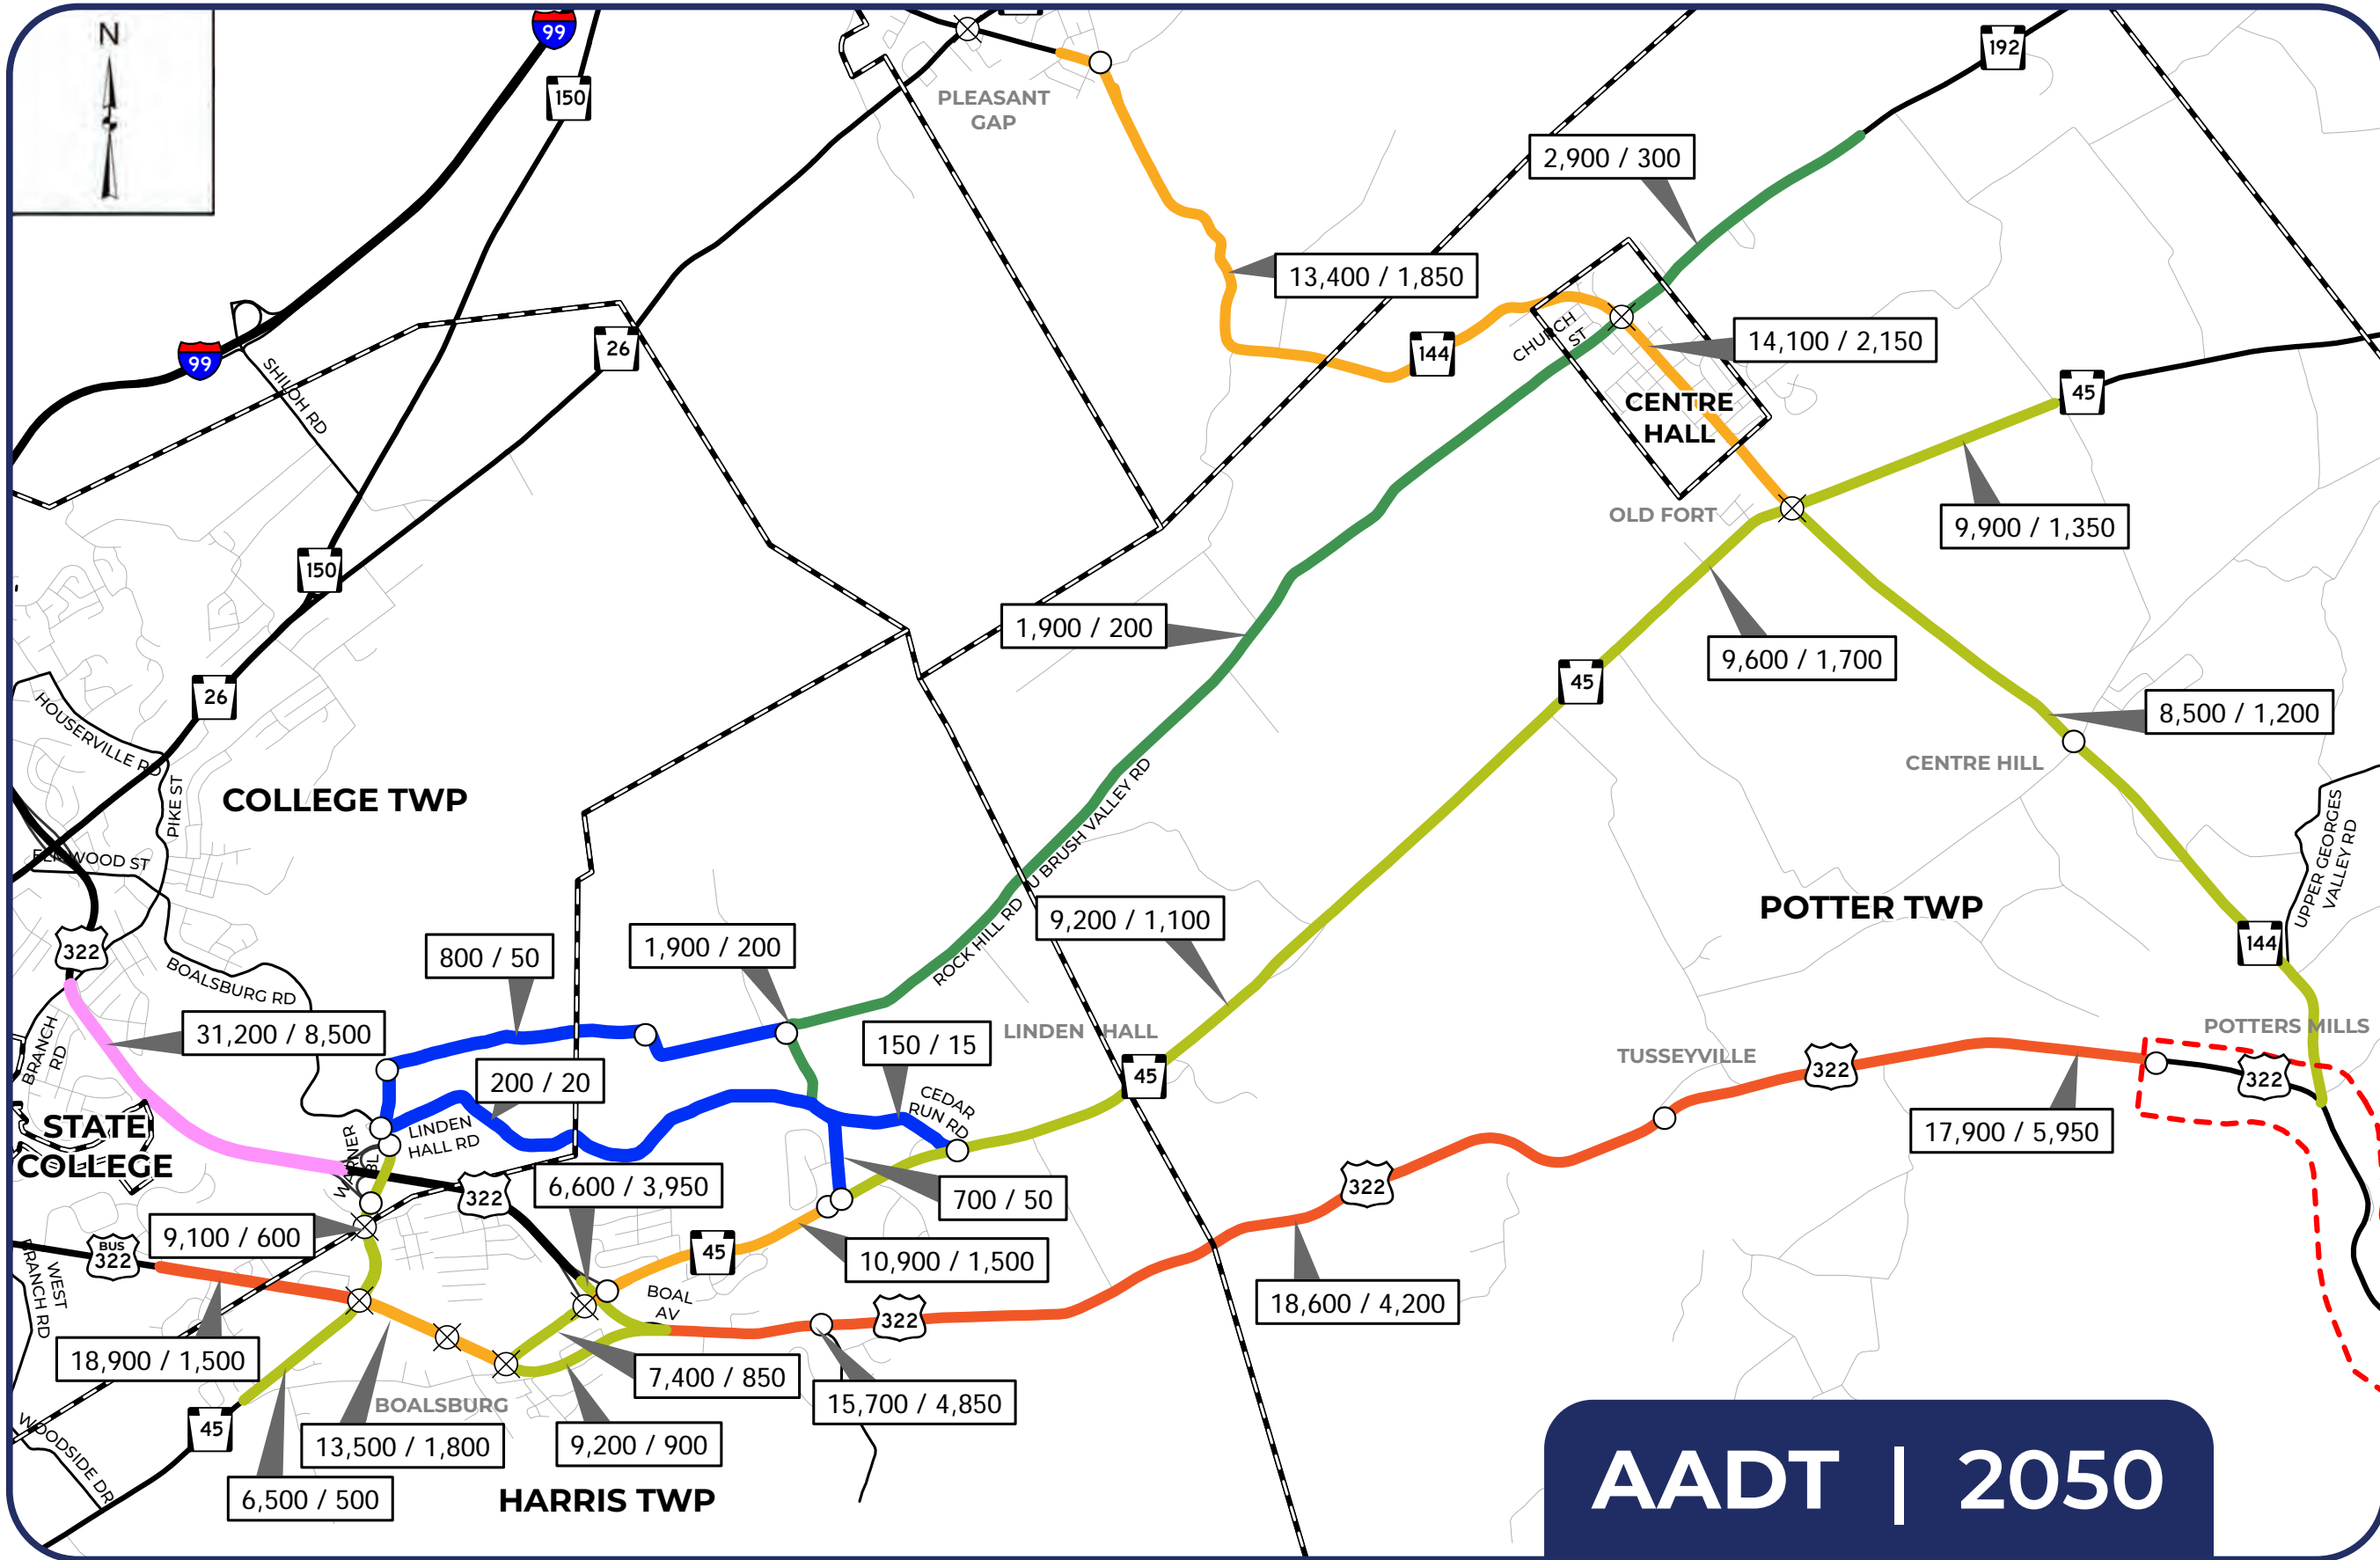 N
99
150
192
PLEASANT
GAP
2,900 / 300
13,400 / 1,850
99
SHILOH RD
26
144
CHURCH
ST
14,100 / 2,150
CENTRE
HALL
45
OLD FORT
9,900 / 1,350
150
1,900 / 200
9,600 / 1,700
26
45
8,500 / 1,200
HOUSERVILLE RD
CENTRE HILL
PIKE ST
COLLEGE TWP
U BRUSH VALLEY RD
UPPER GEORGES
VALLEY RD
ELMWOOD ST
POTTER TWP
9,200 / 1,100
ROCK HILL RD
322
800 / 50
1,900 / 200
144
BOALSBURG RD
31,200 / 8,500
BRANCH
RD
150 / 15
LINDEN HALL
POTTERS MILLS
TUSSEYVILLE
200 / 20
45
322
322
CEDAR
RUN RD
STATE
COLLEGE
LINDEN
HALL RD
WARNER
BL
17,900 / 5,950
6,600 / 3,950
322
322
700 / 50
9,100 / 600
BUS
322
45
10,900 / 1,500
WEST
BRANCH RD
BOAL
AV
322
18,600 / 4,200
18,900 / 1,500
7,400 / 850
15,700 / 4,850
BOALSBURG
45
13,500 / 1,800
9,200 / 900
WOODSIDE DR
6,500 / 500
HARRIS TWP
AADT | 2050